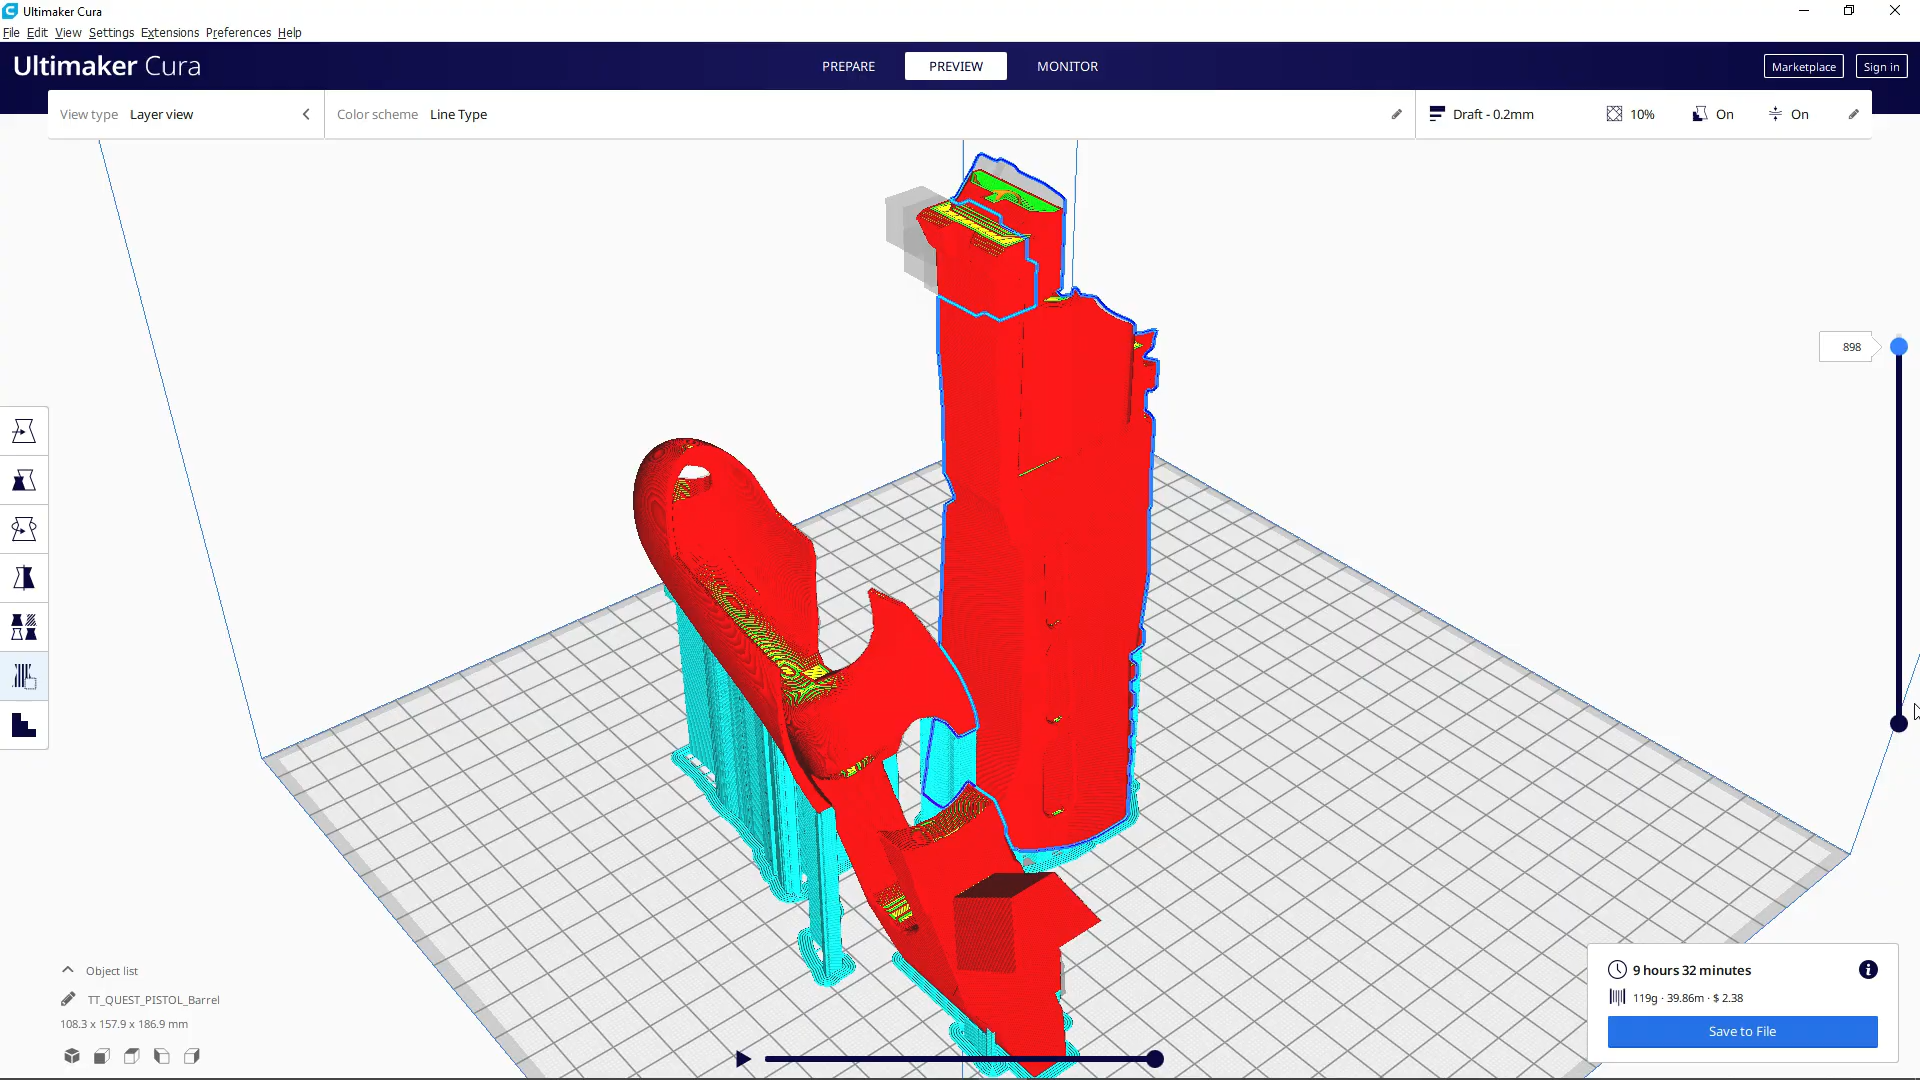 Ultimaker Cura
File Edit View Settings Extensions Preferences Help
Ultimaker Cura
PREPARE PREVIEW MONITOR
Marketplace Sign in
View type Layer view
Color scheme Line Type
Draft - 0.2mm 10% On On
898
Object list
TT_QUEST_PISTOL_Barrel
108.3 x 157.9 x 186.9 mm
9 hours 32 minutes
119g · 39.86m · $ 2.38
Save to File